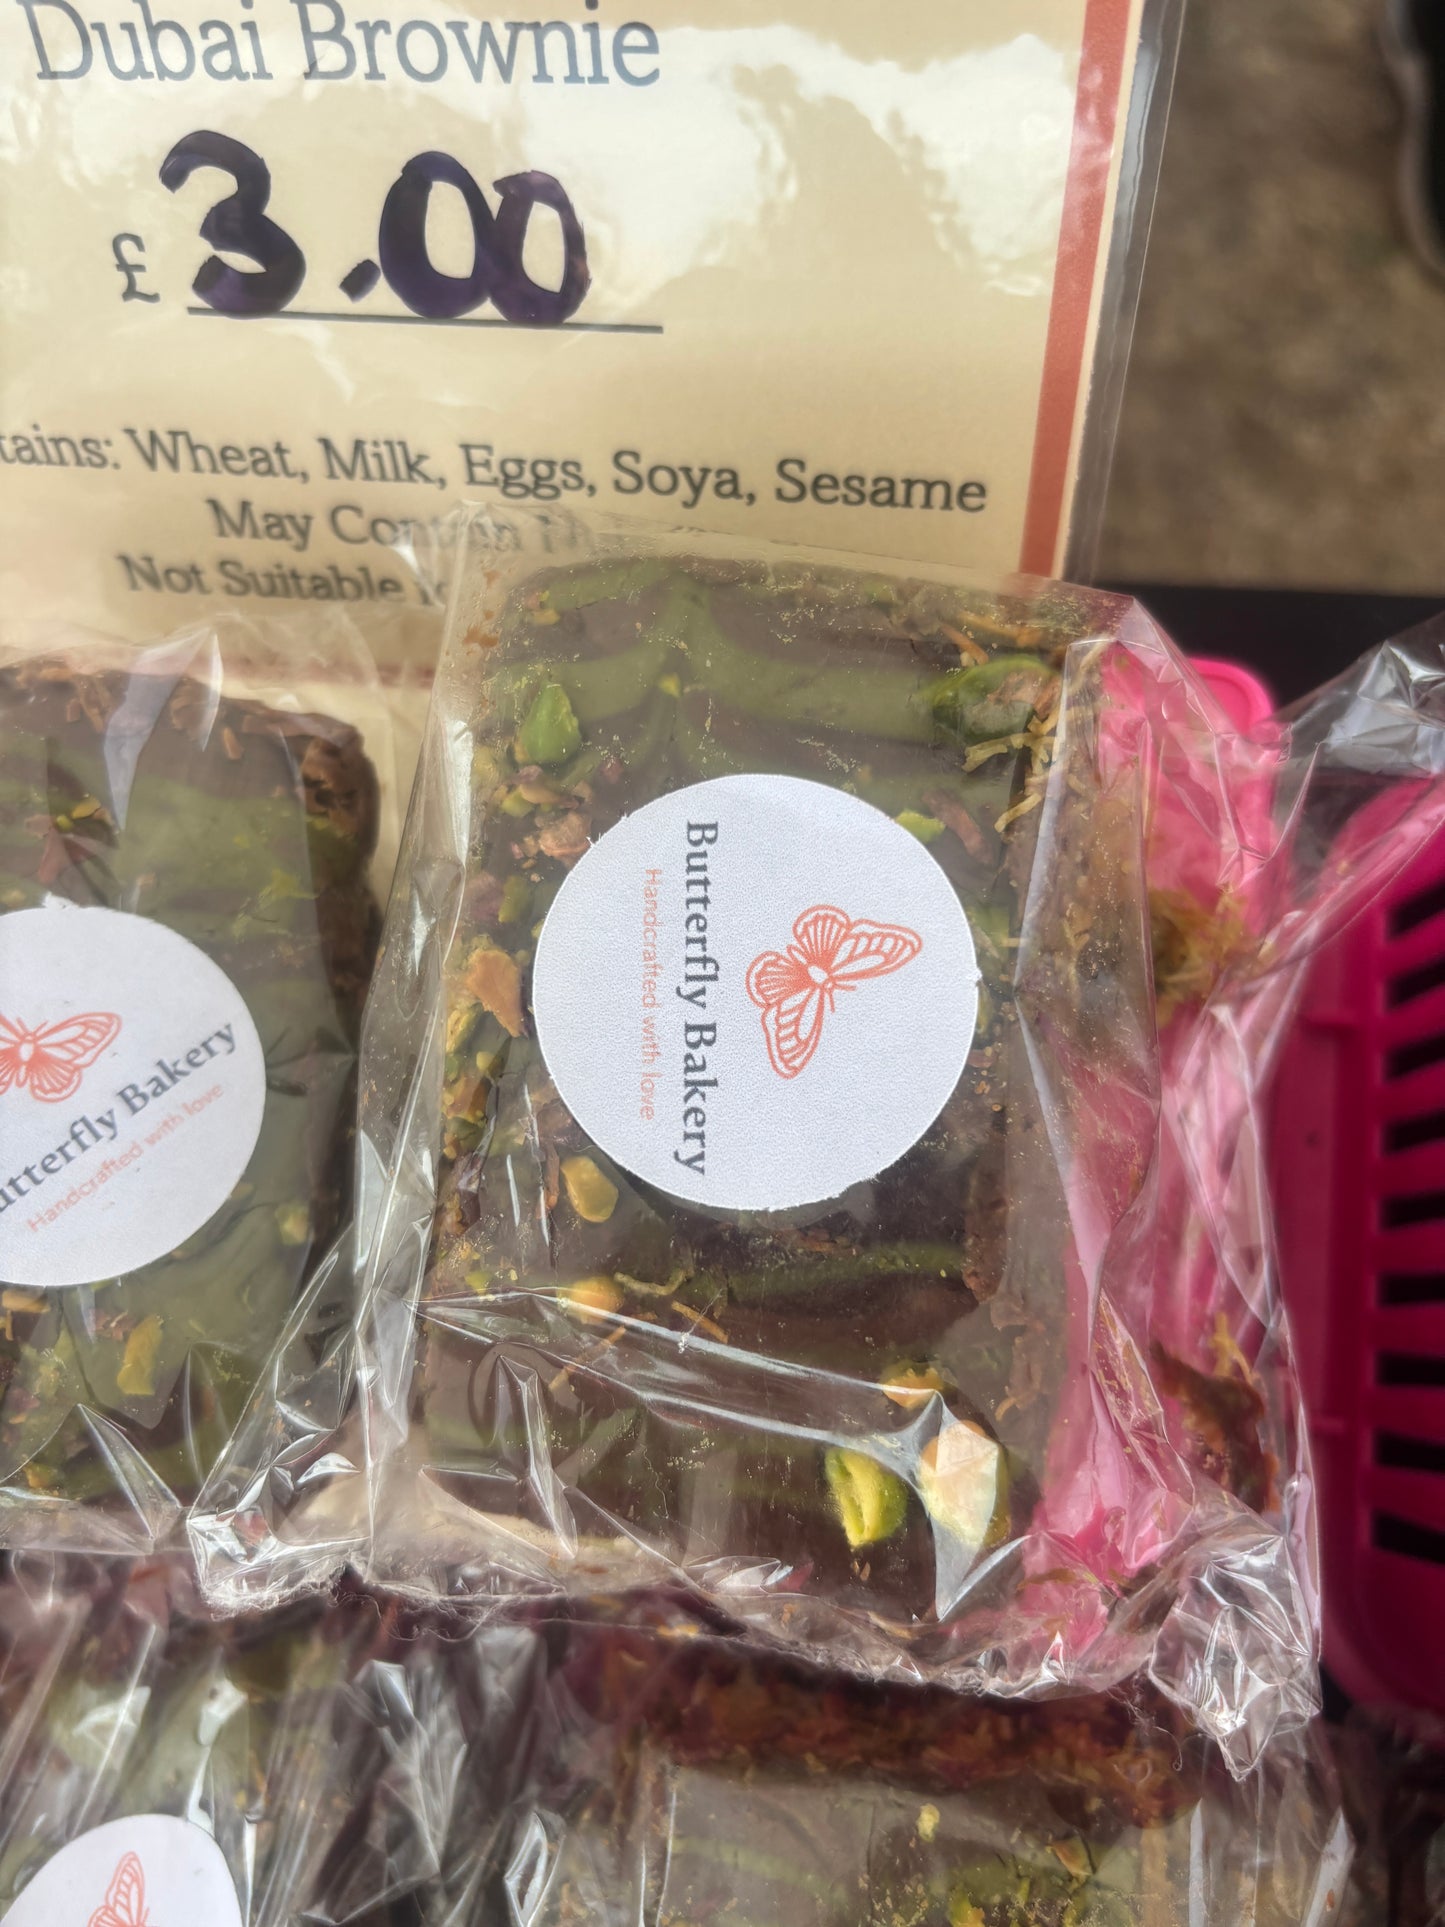 Dubai Brownie
£ 3.00
tains: Wheat, Milk, Eggs, Soya, Sesame
May Contain
Not Suitable
Butterfly Bakery
Handcrafted with love
utterfly Bakery
Handcrafted with love